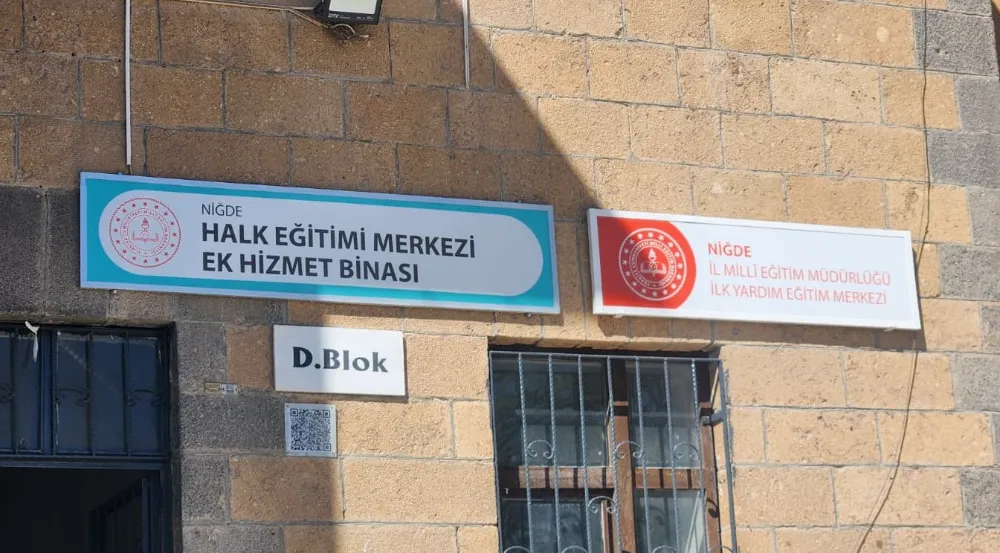 NİĞDE
HALK EĞİTİMİ MERKEZİ
EK HİZMET BİNASI
NİĞDE
İL MİLLÎ EĞİTİM MÜDÜRLÜĞÜ
İLK YARDIM EĞİTİM MERKEZİ
D.Blok